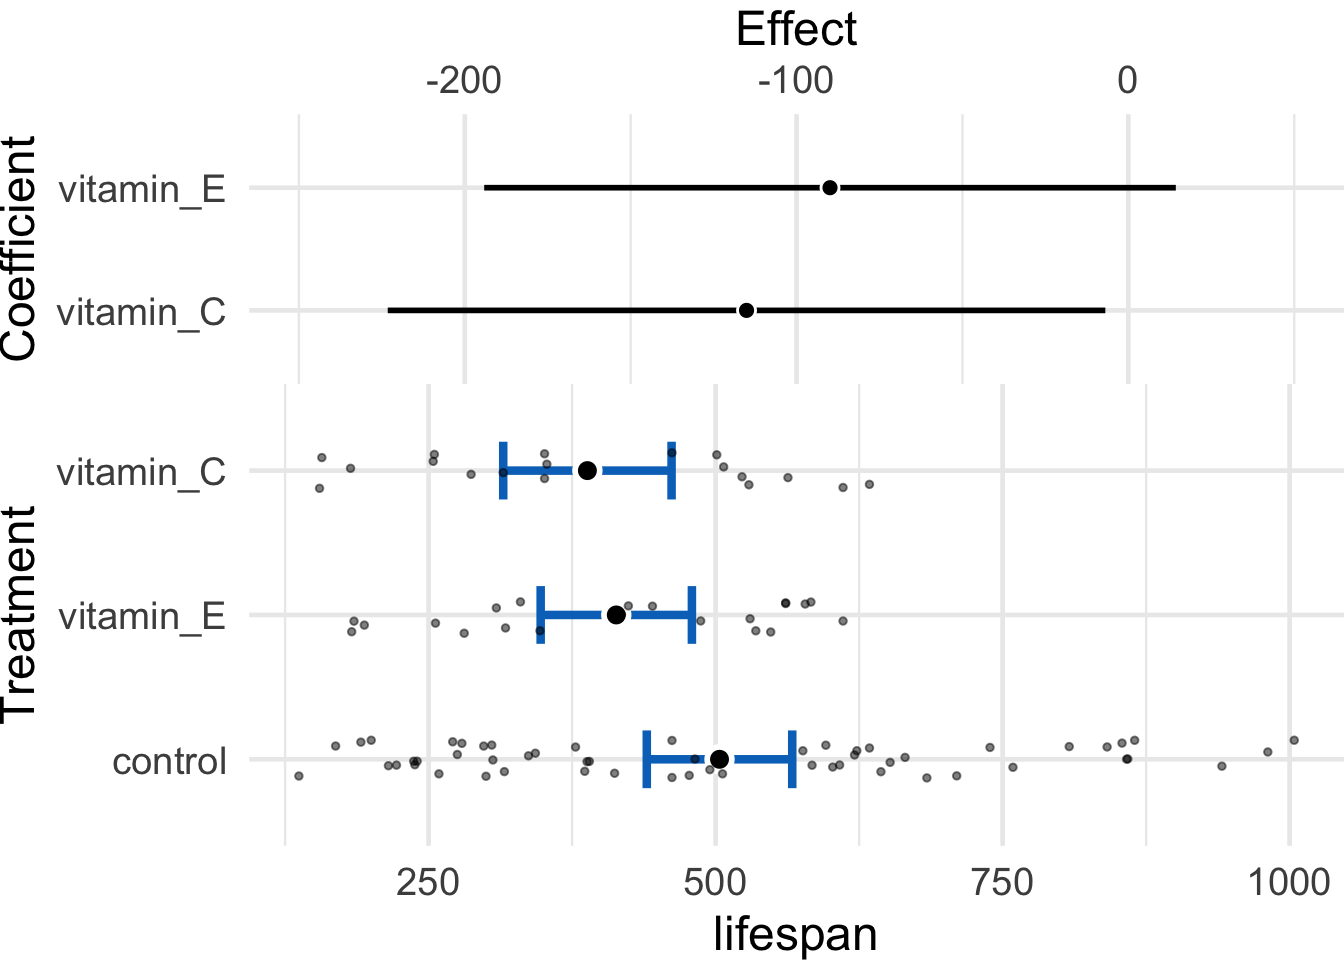 Effect
-200 -100 0
Coefficient
vitamin_E
vitamin_C
Treatment
vitamin_C
vitamin_E
control
250 500 750 1000
lifespan